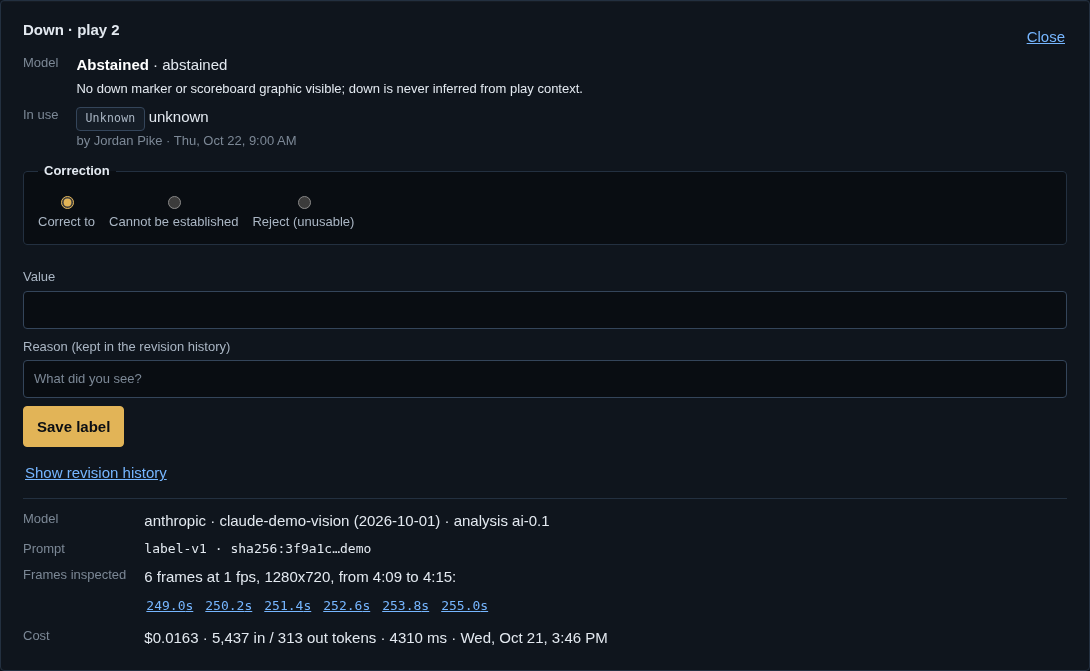 Down · play 2
Close
Model
Abstained · abstained
No down marker or scoreboard graphic visible; down is never inferred from play context.
In use
Unknown unknown
by Jordan Pike · Thu, Oct 22, 9:00 AM
Correction
Correct to
Cannot be established
Reject (unusable)
Value
Reason (kept in the revision history)
What did you see?
Save label
Show revision history
Model
anthropic · claude-demo-vision (2026-10-01) · analysis ai-0.1
Prompt
label-v1 · sha256:3f9a1c…demo
Frames inspected
6 frames at 1 fps, 1280x720, from 4:09 to 4:15:
249.0s 250.2s 251.4s 252.6s 253.8s 255.0s
Cost
$0.0163 · 5,437 in / 313 out tokens · 4310 ms · Wed, Oct 21, 3:46 PM